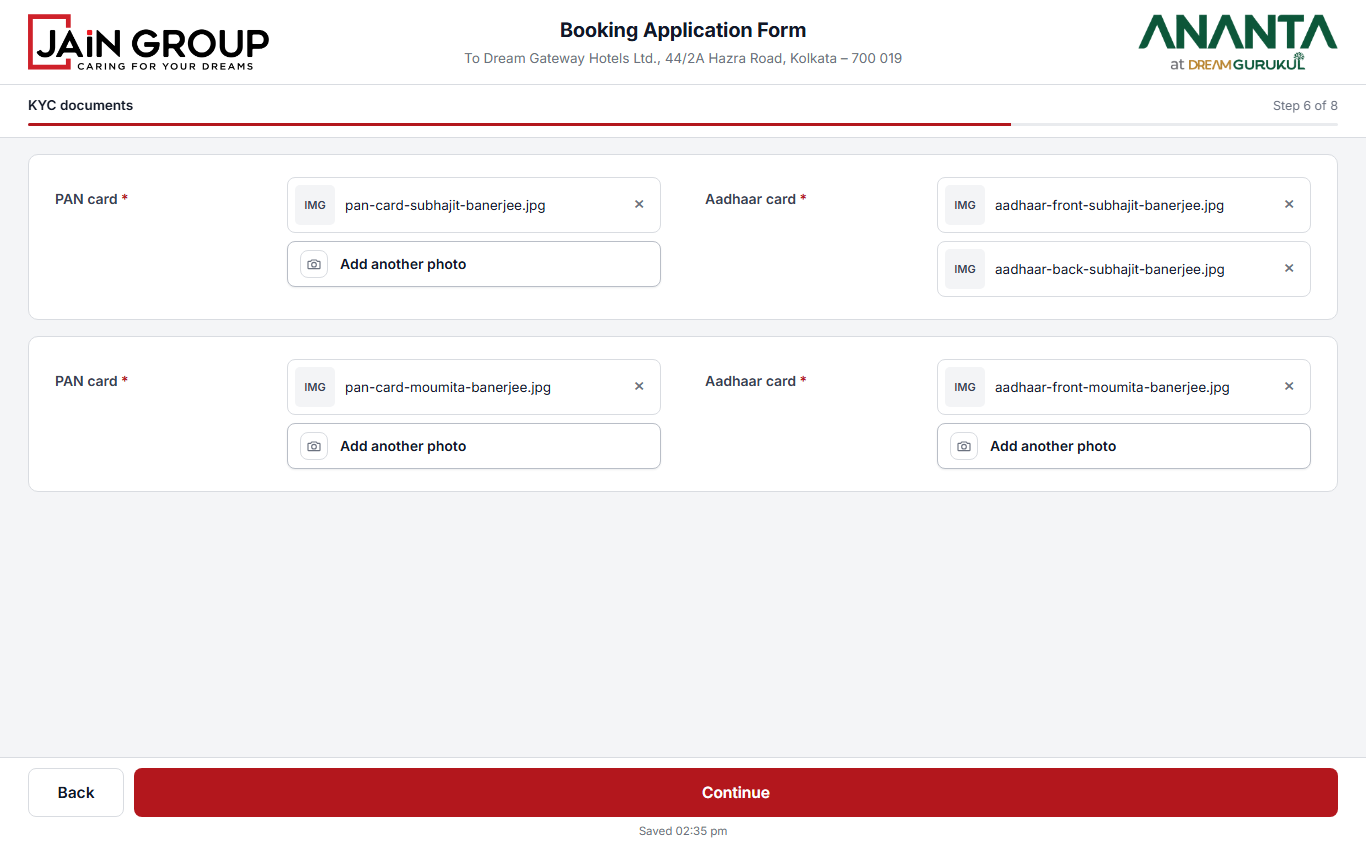 JAiN GROUP
CARING FOR YOUR DREAMS
Booking Application Form
To Dream Gateway Hotels Ltd., 44/2A Hazra Road, Kolkata – 700 019
ANANTA
at DREAM GURUKUL
KYC documents
Step 6 of 8
PAN card *
IMG pan-card-subhajit-banerjee.jpg ×
Add another photo
Aadhaar card *
IMG aadhaar-front-subhajit-banerjee.jpg ×
IMG aadhaar-back-subhajit-banerjee.jpg ×
PAN card *
IMG pan-card-moumita-banerjee.jpg ×
Add another photo
Aadhaar card *
IMG aadhaar-front-moumita-banerjee.jpg ×
Add another photo
Back
Continue
Saved 02:35 pm